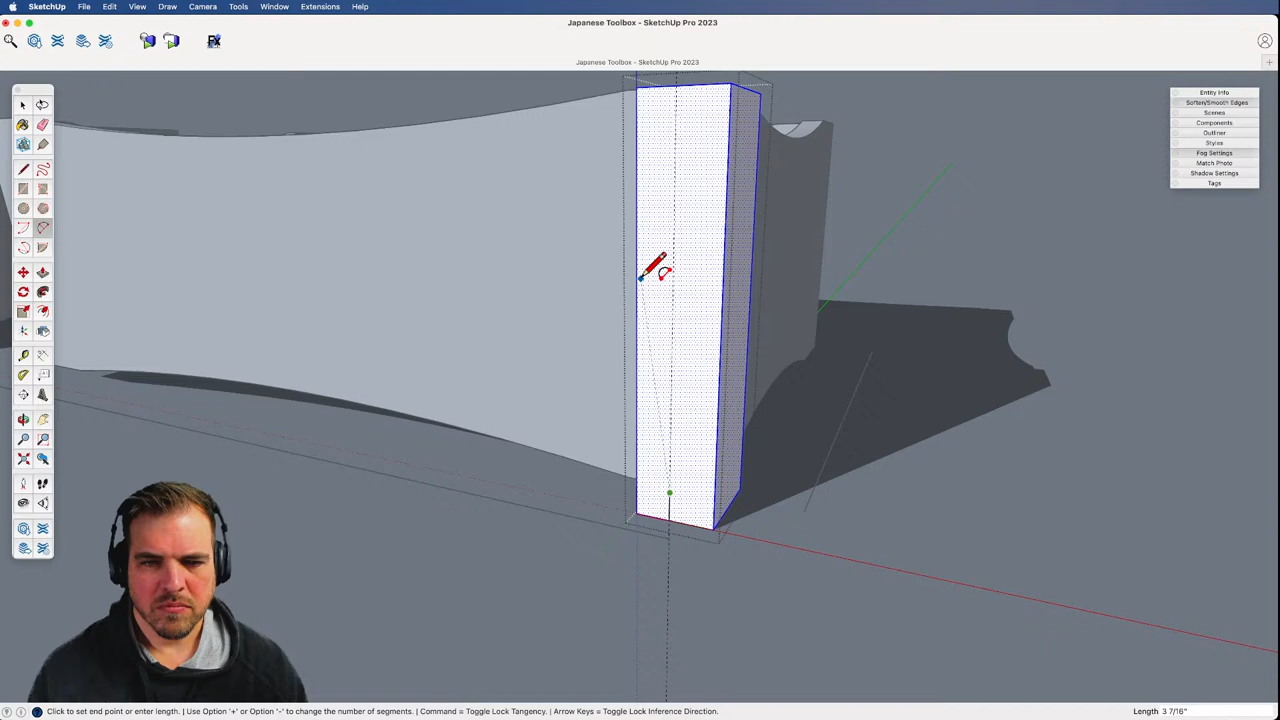 SketchUp File Edit View Draw Camera Tools Window Extensions Help
Japanese Toolbox - SketchUp Pro 2023
Japanese Toolbox - SketchUp Pro 2023
Entity Info
Soften/Smooth Edges
Scenes
Components
Outliner
Styles
Fog Settings
Match Photo
Shadow Settings
Tags
Click to set end point or enter length. | Use Option '+' or Option '-' to change the number of segments. | Command = Toggle Lock Tangency. | Arrow Keys = Toggle Lock Inference Direction.
Length 3 7/16"